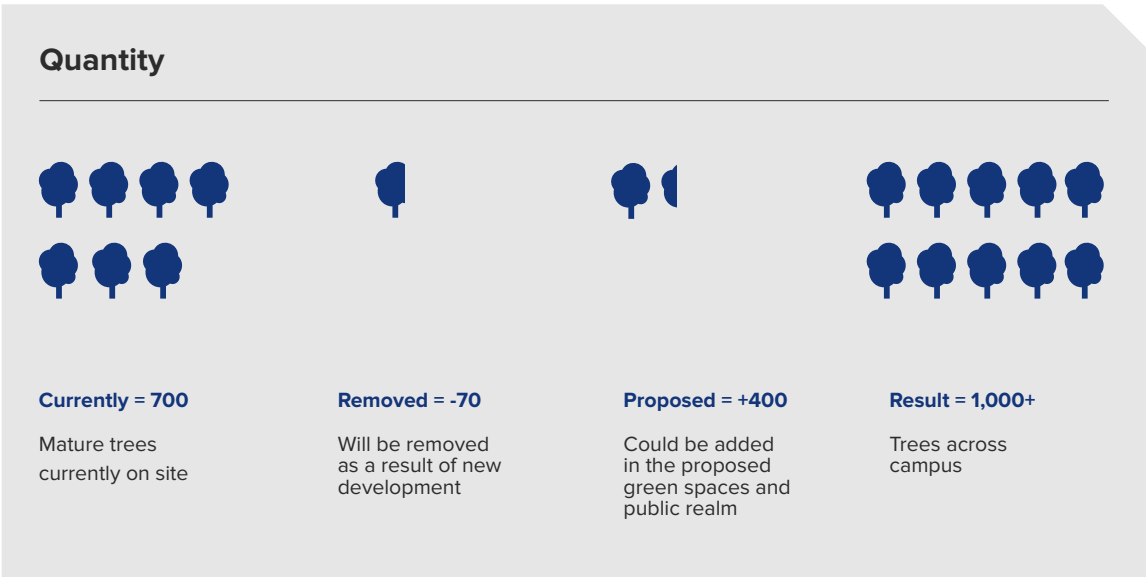 Quantity
Currently = 700
Mature trees
currently on site
Removed = -70
Will be removed
as a result of new
development
Proposed = +400
Could be added
in the proposed
green spaces and
public realm
Result = 1,000+
Trees across
campus